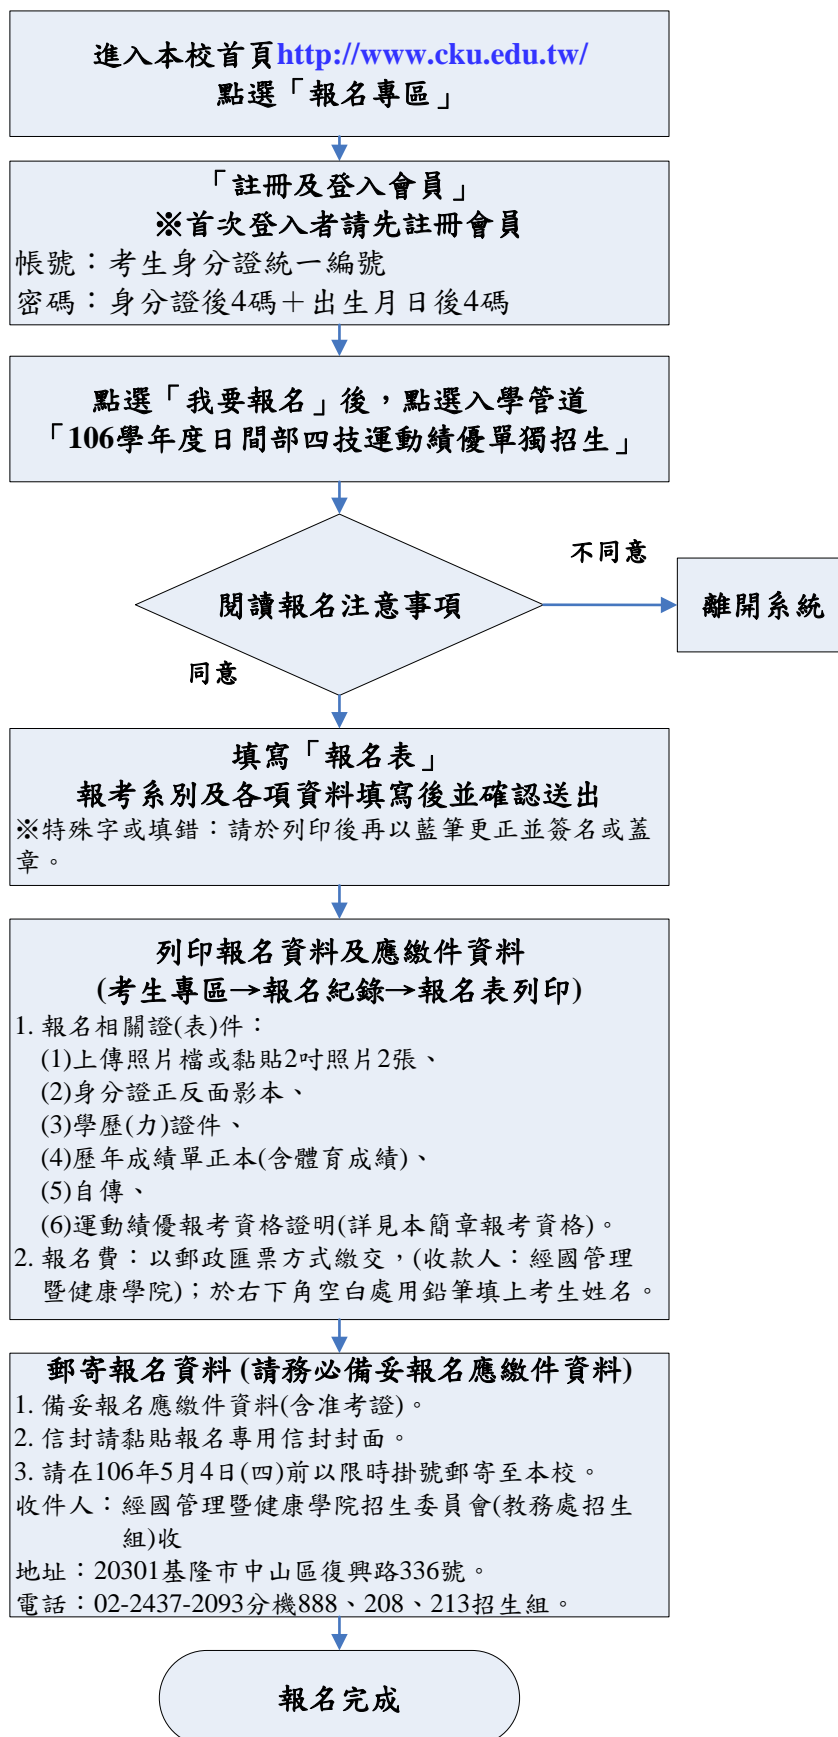 進入本校首頁http://www.cku.edu.tw/
點選「報名專區」
「註冊及登入會員」
※首次登入者請先註冊會員
帳號：考生身分證統一編號
密碼：身分證後4碼＋出生月日後4碼
點選「我要報名」後，點選入學管道
「106學年度日間部四技運動績優單獨招生」
不同意
閱讀報名注意事項
離開系統
同意
填寫「報名表」
報考系別及各項資料填寫後並確認送出
※特殊字或填錯：請於列印後再以藍筆更正並簽名或蓋
章。
列印報名資料及應繳件資料
(考生專區→報名紀錄→報名表列印)
1. 報名相關證(表)件：
(1)上傳照片檔或黏貼2吋照片2張、
(2)身分證正反面影本、
(3)學歷(力)證件、
(4)歷年成績單正本(含體育成績)、
(5)自傳、
(6)運動績優報考資格證明(詳見本簡章報考資格)。
2. 報名費：以郵政匯票方式繳交，(收款人：經國管理
暨健康學院)；於右下角空白處用鉛筆填上考生姓名。
郵寄報名資料(請務必備妥報名應繳件資料)
1. 備妥報名應繳件資料(含准考證)。
2. 信封請黏貼報名專用信封封面。
3. 請在106年5月4日(四)前以限時掛號郵寄至本校。
收件人：經國管理暨健康學院招生委員會(教務處招生
組)收
地址：20301基隆市中山區復興路336號。
電話：02-2437-2093分機888、208、213招生組。
報名完成